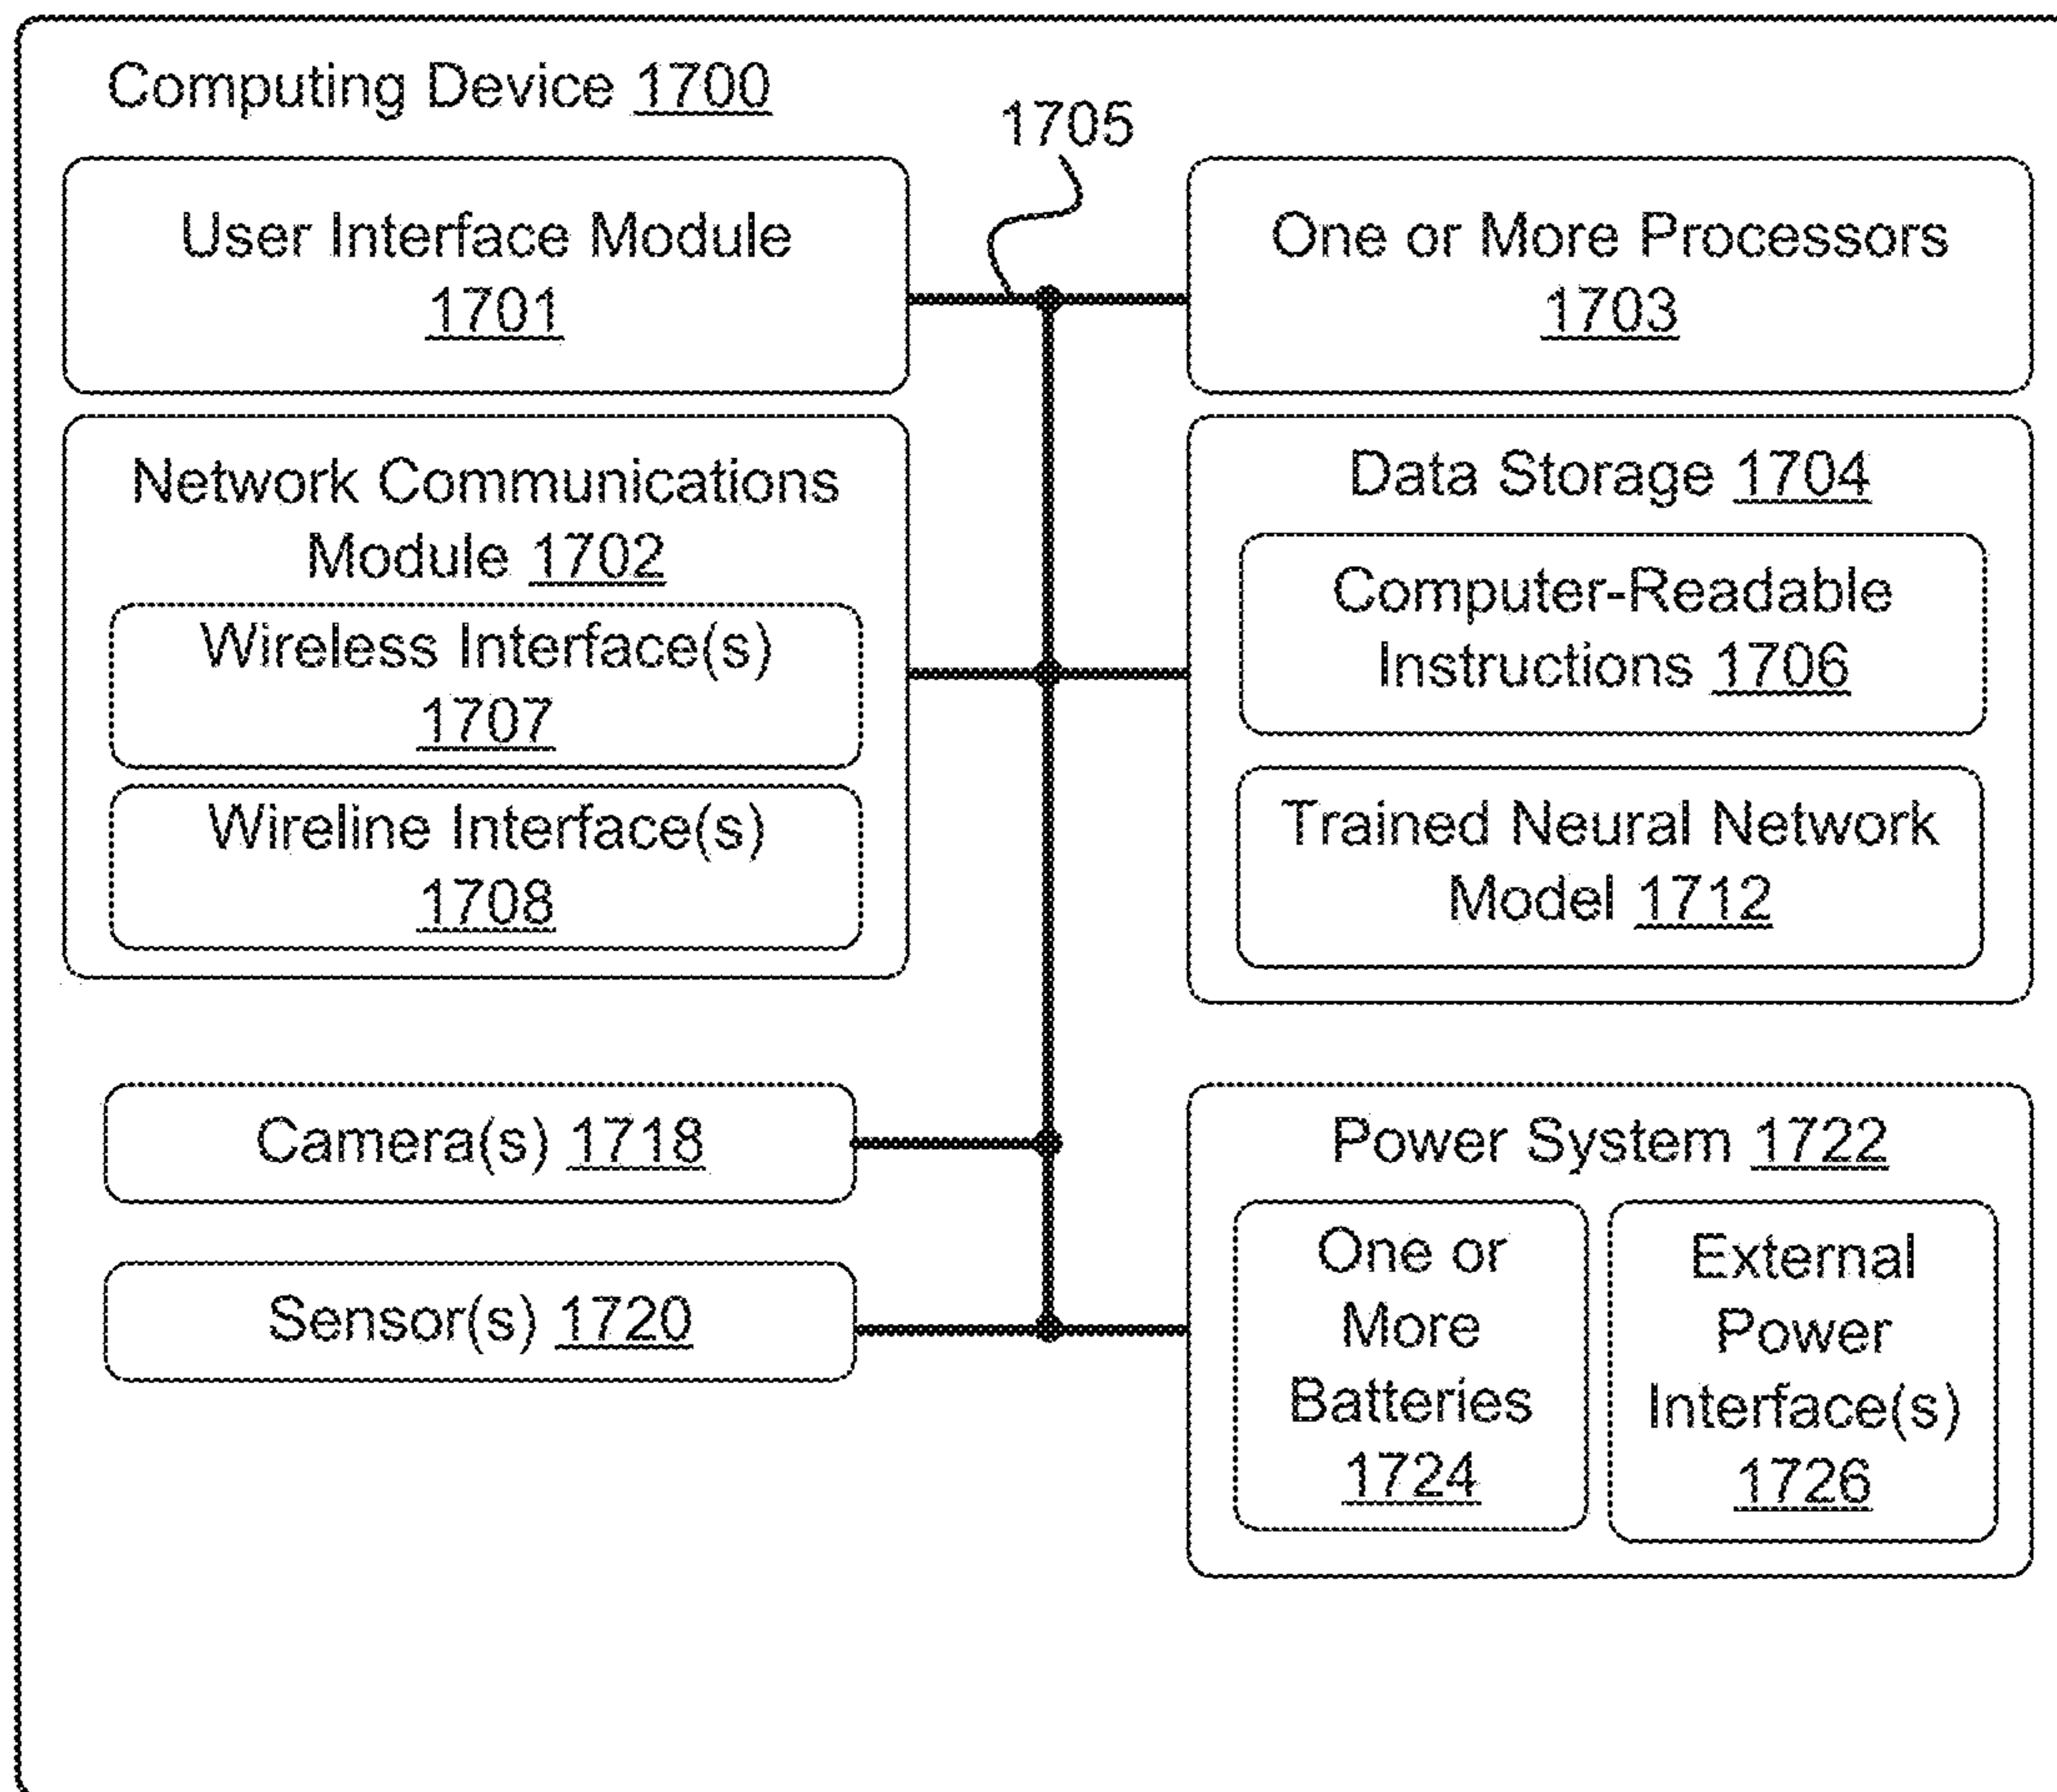 Computing Device 1700
1705
User Interface Module
1701
One or More Processors
1703
Network Communications
Module 1702
Wireless Interface(s)
1707
Wireline Interface(s)
1708
Data Storage 1704
Computer-Readable
Instructions 1706
Trained Neural Network
Model 1712
Camera(s) 1718
Sensor(s) 1720
Power System 1722
One or
More
Batteries
1724
External
Power
Interface(s)
1726